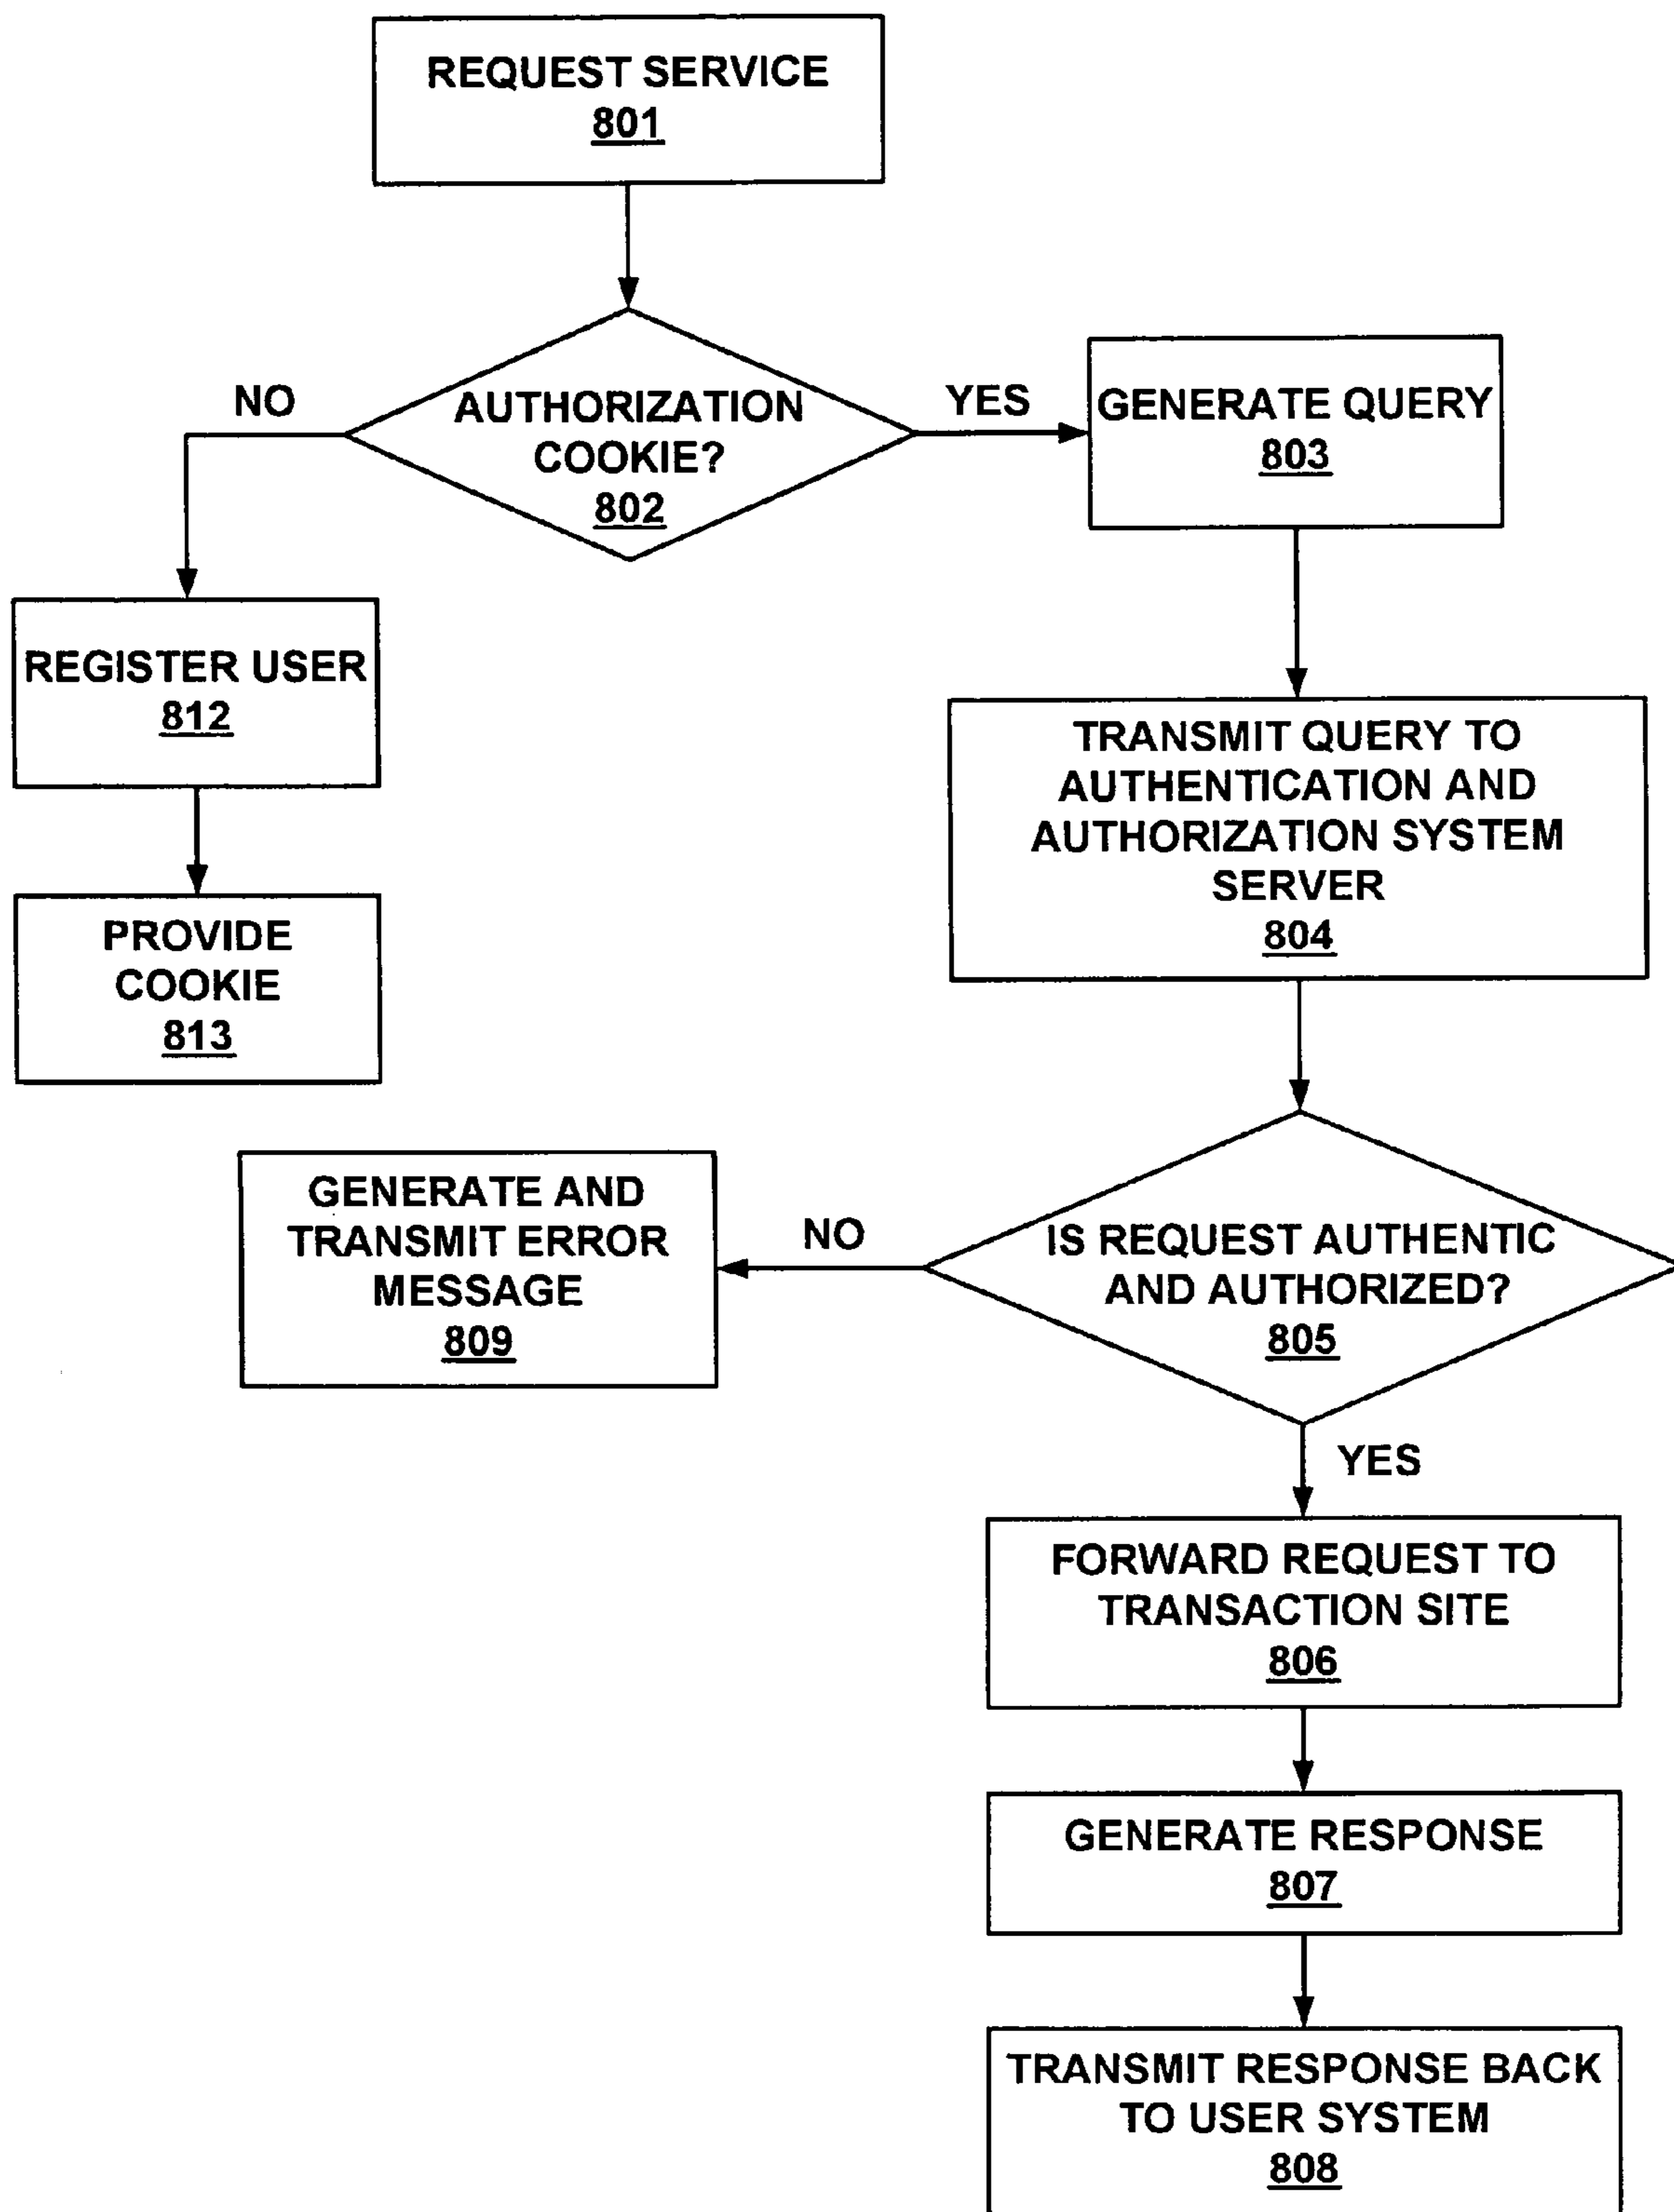 REQUEST SERVICE
801
NO
AUTHORIZATION
COOKIE?
802
YES
GENERATE QUERY
803
REGISTER USER
812
TRANSMIT QUERY TO
AUTHENTICATION AND
AUTHORIZATION SYSTEM
SERVER
804
PROVIDE
COOKIE
813
GENERATE AND
TRANSMIT ERROR
MESSAGE
809
NO
IS REQUEST AUTHENTIC
AND AUTHORIZED?
805
YES
FORWARD REQUEST TO
TRANSACTION SITE
806
GENERATE RESPONSE
807
TRANSMIT RESPONSE BACK
TO USER SYSTEM
808